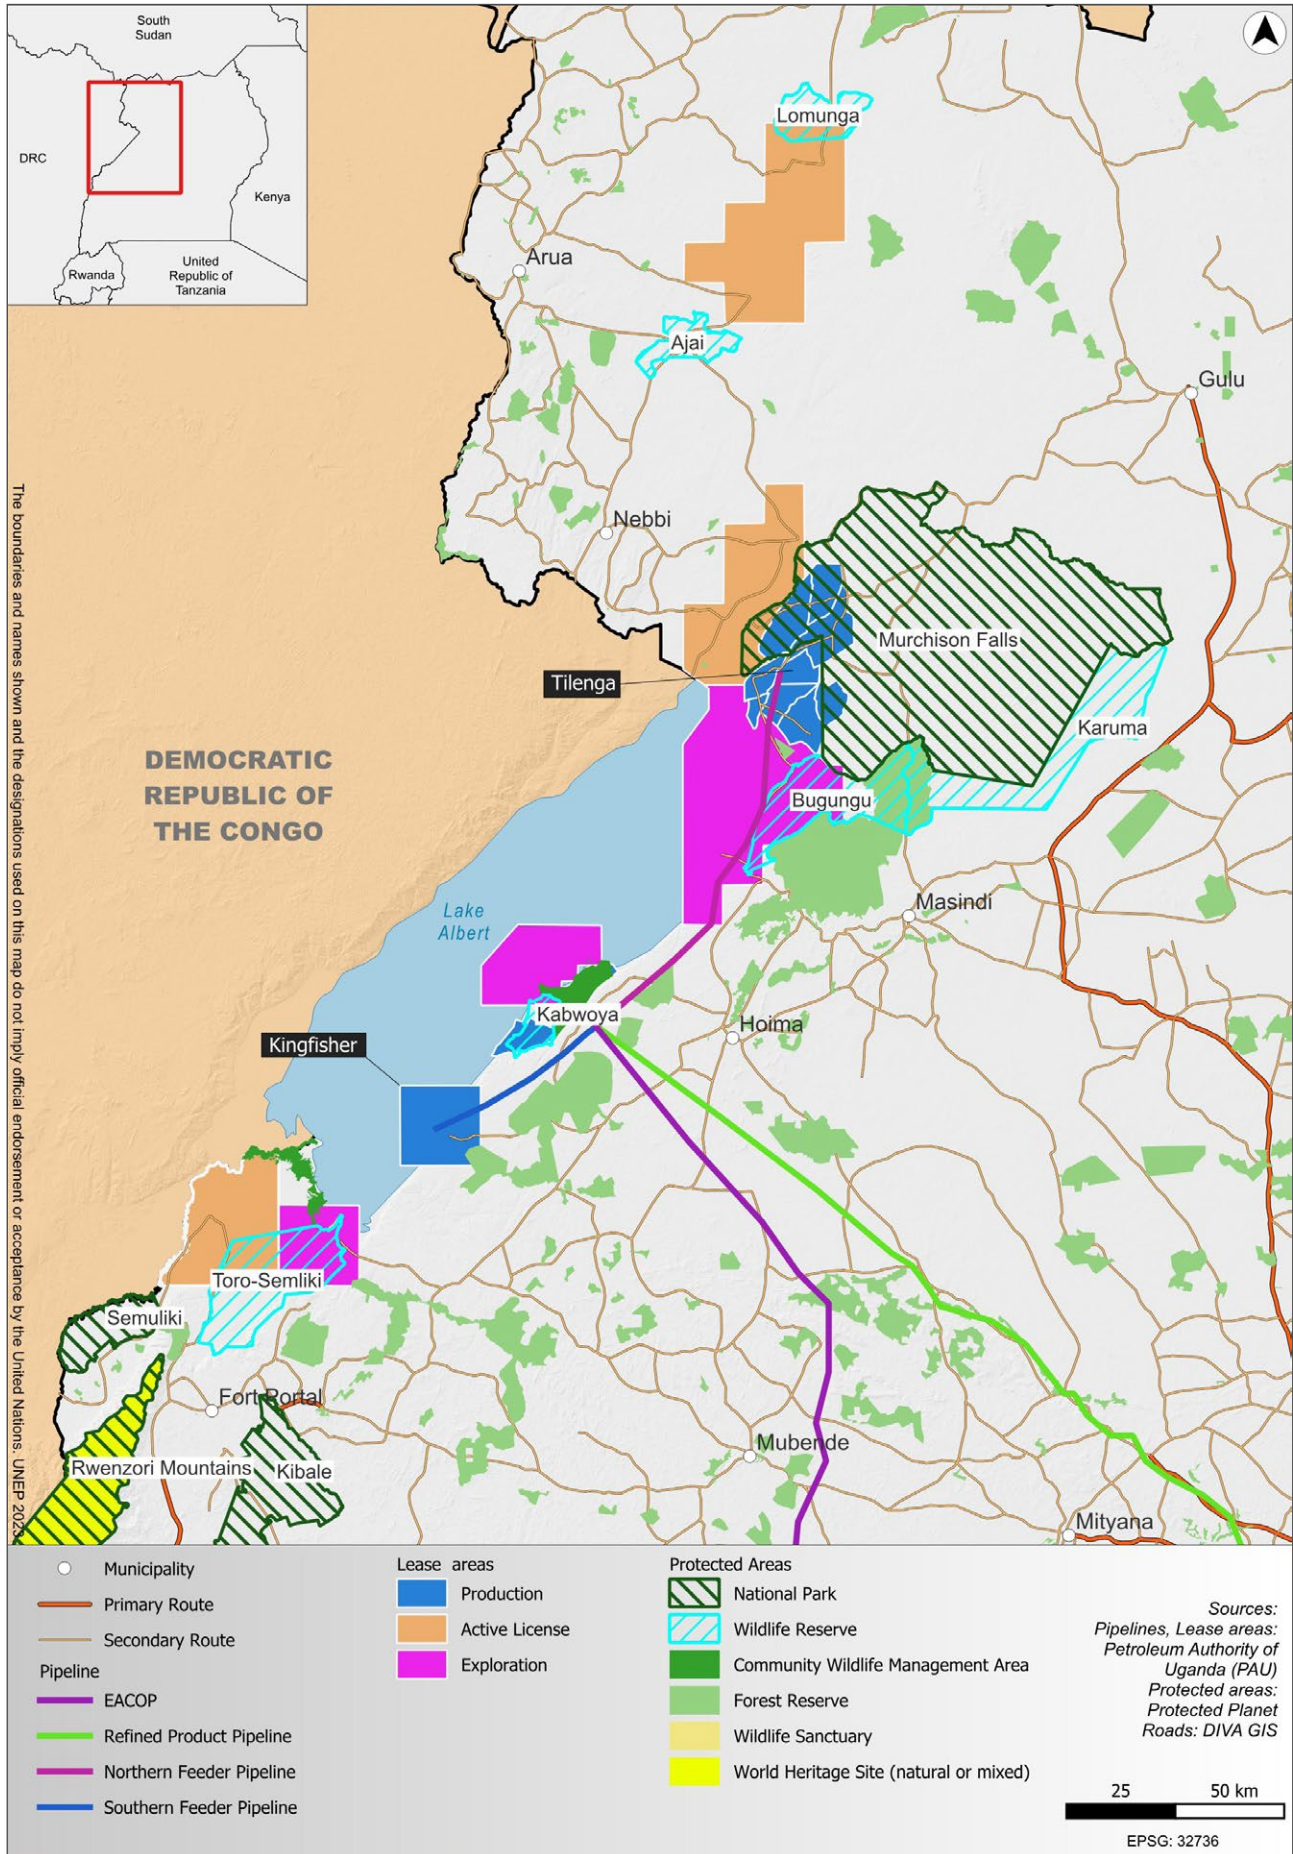 South
Sudan
DRC
Kenya
Rwanda
United
Republic of
Tanzania
Lomunga
Arua
Ajai
Gulu
Nebbi
Murchison Falls
Tilenga
Karuma
Bugungu
DEMOCRATIC
REPUBLIC OF
THE CONGO
Lake
Albert
Masindi
Kabwoya
Hoima
Kingfisher
Toro-Semliki
Semuliki
Fort Portal
Rwenzori Mountains
Kibale
Mubende
Mityana
The boundaries and names shown and the designations used on this map do not imply official endorsement or acceptance by the United Nations. UNEP
Municipality
Primary Route
Secondary Route
Pipeline
EACOP
Refined Product Pipeline
Northern Feeder Pipeline
Southern Feeder Pipeline
Lease areas
Production
Active License
Exploration
Protected Areas
National Park
Wildlife Reserve
Community Wildlife Management Area
Forest Reserve
Wildlife Sanctuary
World Heritage Site (natural or mixed)
Sources:
Pipelines, Lease areas:
Petroleum Authority of
Uganda (PAU)
Protected areas:
Protected Planet
Roads: DIVA GIS
25 50 km
EPSG: 32736